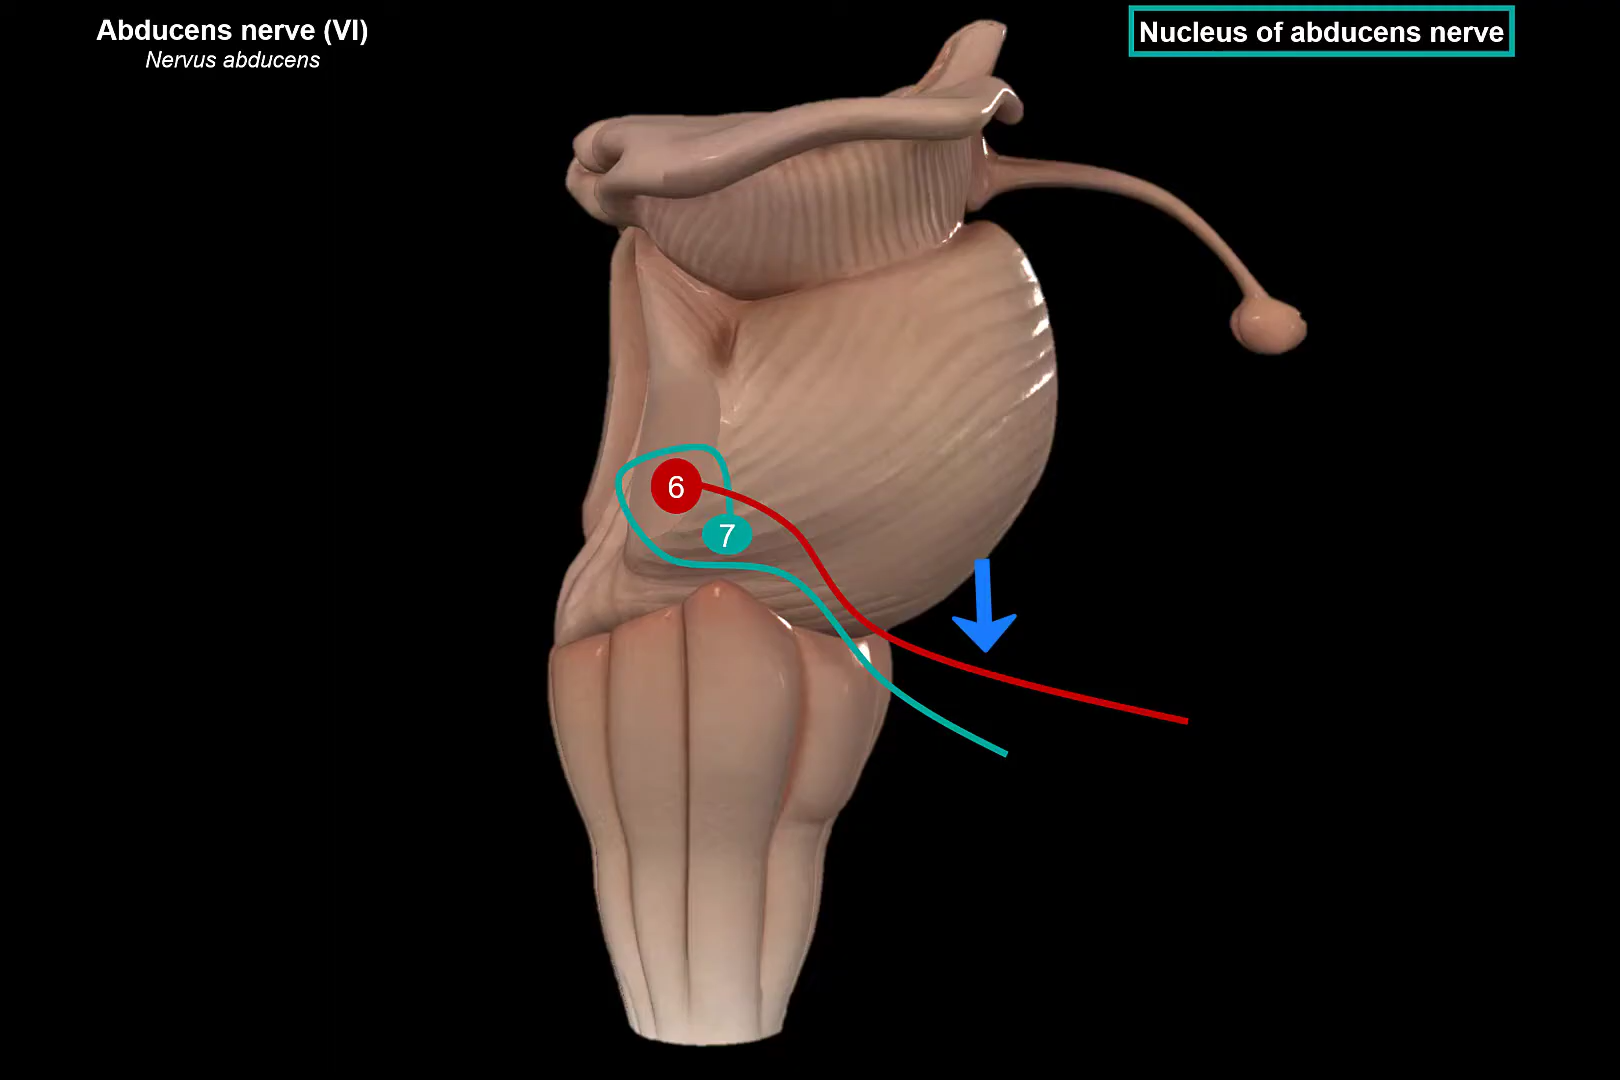 Abducens nerve (VI)
Nervus abducens
Nucleus of abducens nerve
6
7